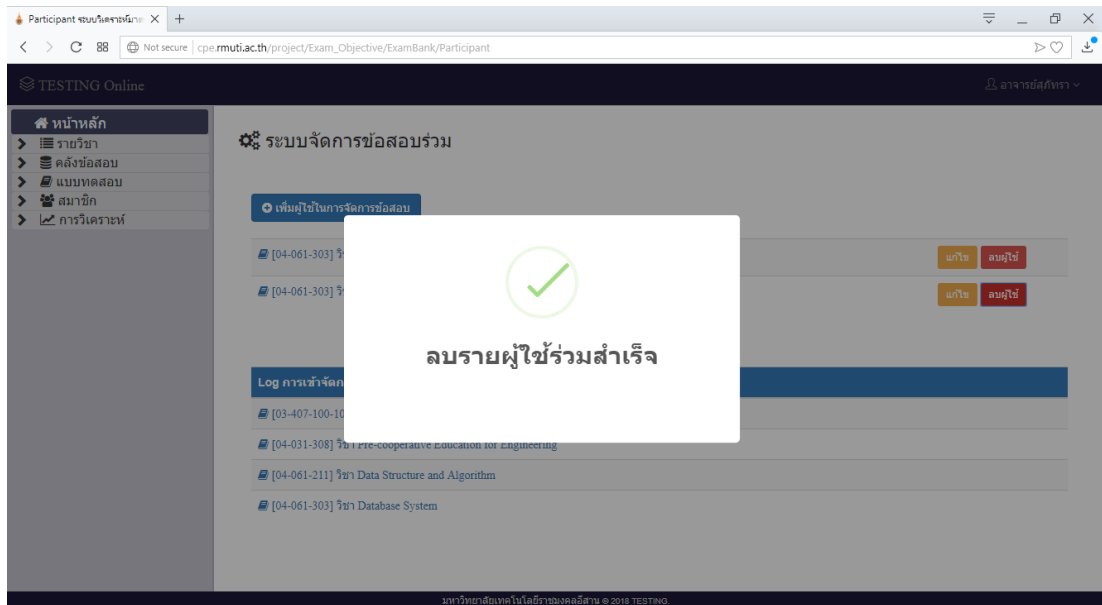 Participant ระบบวิเคราะห์มาต
Not secure cpe.rmuti.ac.th/project/Exam_Objective/ExamBank/Participant
TESTING Online
อาจารย์สุภัทรา
หน้าหลัก
รายวิชา
คลังข้อสอบ
แบบทดสอบ
สมาชิก
การวิเคราะห์
ระบบจัดการข้อสอบร่วม
เพิ่มผู้ใช้ในการจัดการข้อสอบ
[04-061-303] แก้ไข ลบผู้ใช้
[04-061-303] แก้ไข ลบผู้ใช้
ลบรายผู้ใช้ร่วมสำเร็จ
Log การเข้าจัดก
[03-407-100-10
[04-031-308] วิชา Pre-cooperative Education for Engineering
[04-061-211] วิชา Data Structure and Algorithm
[04-061-303] วิชา Database System
มหาวิทยาลัยเทคโนโลยีราชมงคลอีสาน © 2018 TESTING.